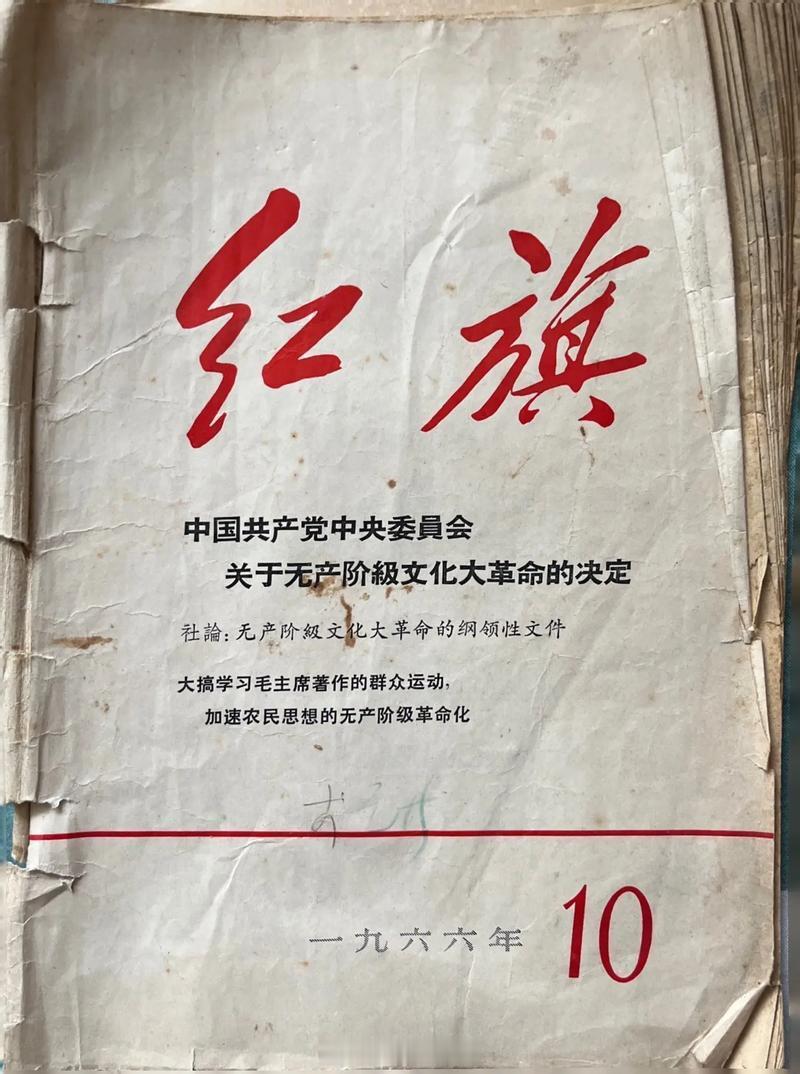 红旗
中国共产党中央委員会
关于无产阶級文化大革命的决定
社論：无产阶級文化大革命的纲领性文件
大搞学习毛主席著作的群众运动，
加速农民思想的无产阶级革命化
一九六六年 10